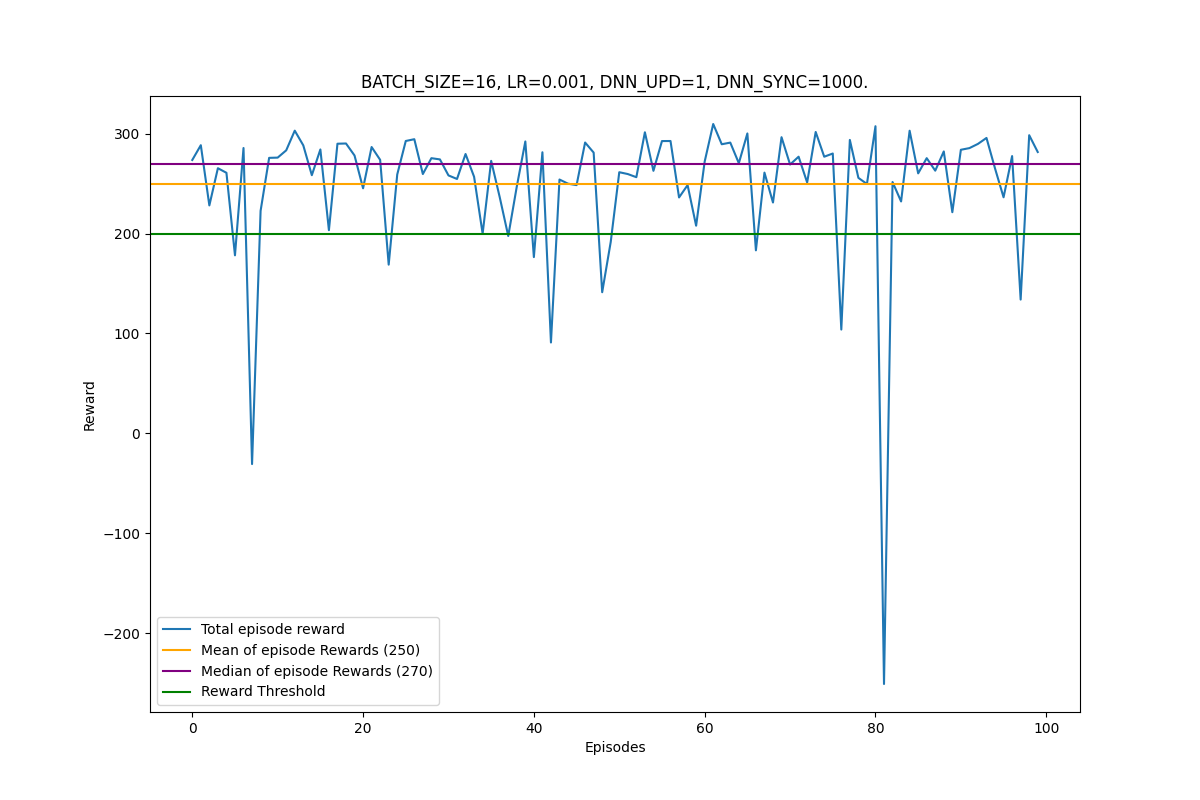 BATCH_SIZE=16, LR=0.001, DNN_UPD=1, DNN_SYNC=1000.
300
200
100
0
−100
−200
Reward
Total episode reward
Mean of episode Rewards (250)
Median of episode Rewards (270)
Reward Threshold
0 20 40 60 80 100
Episodes